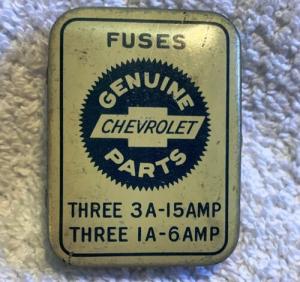 FUSES
GENUINE
CHEVROLET
PARTS
THREE 3A-15AMP
THREE 1A-6AMP